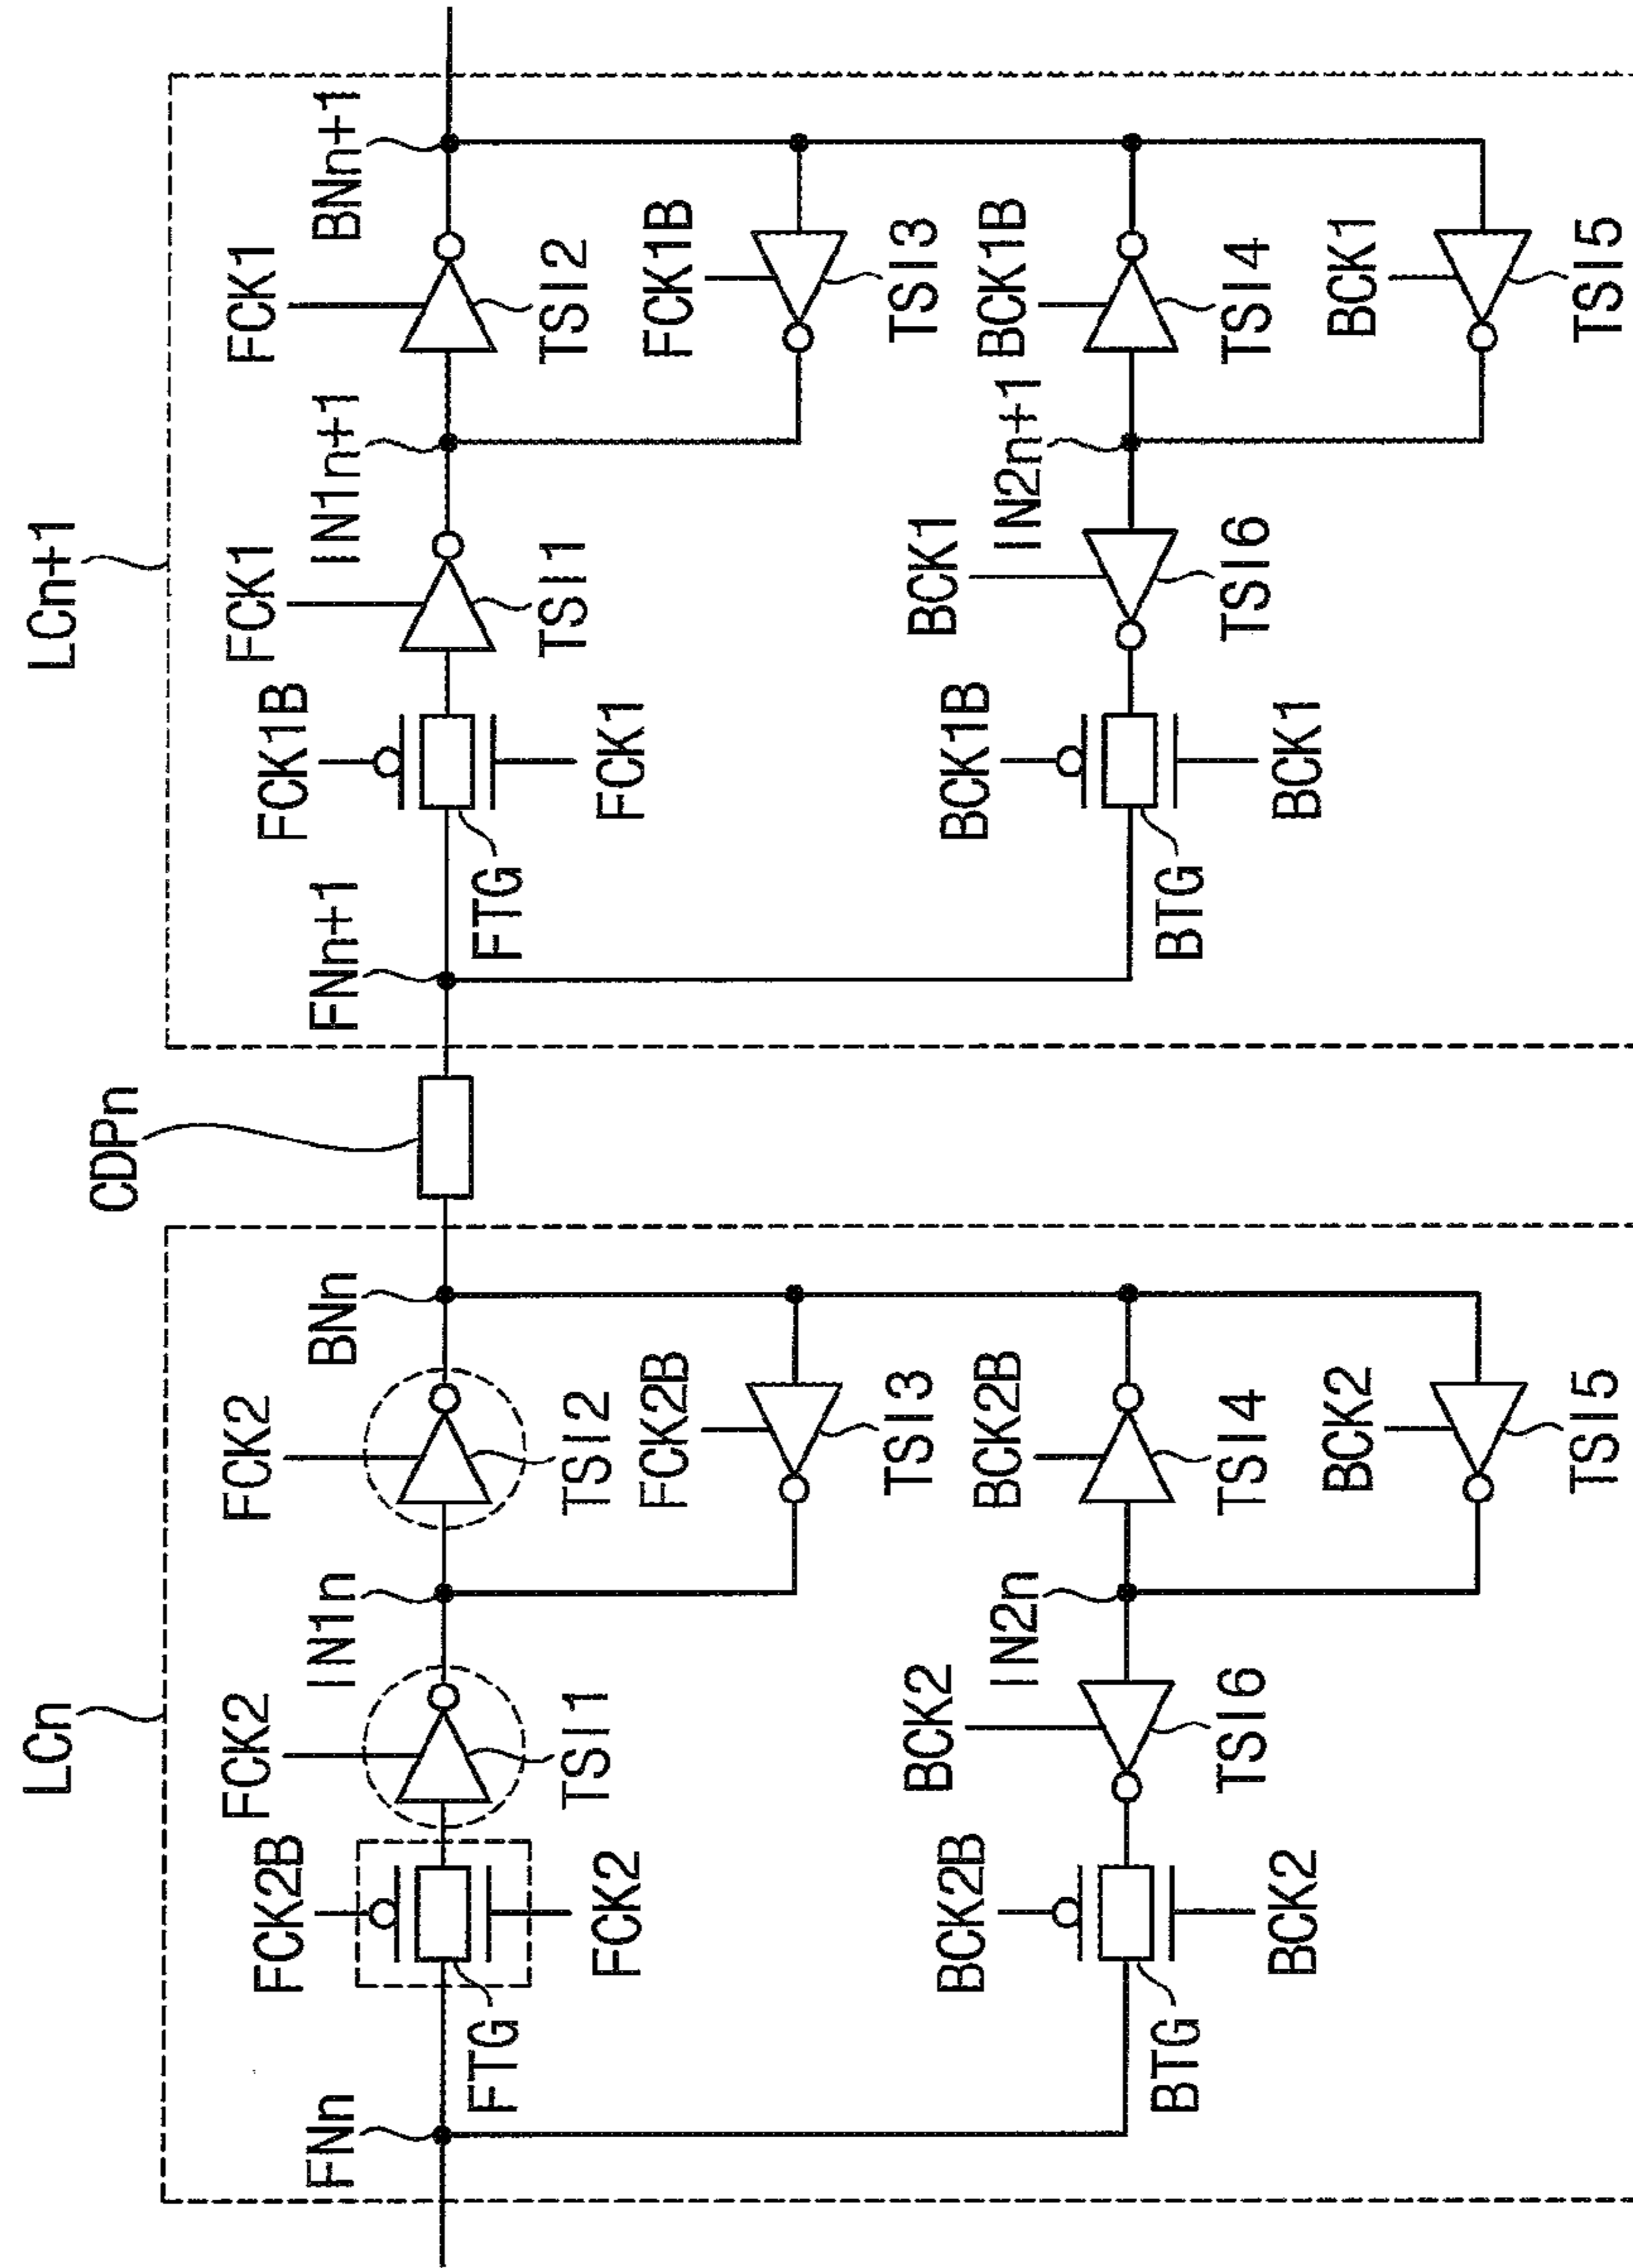 LCn
CDPn
LCn+1
FNn
FCK2B
FTG
FCK2
FCK2
TSI1
IN1n
FCK2
TSI2
BNn
FCK2B
TSI3
BCK2B
BTG
BCK2
BCK2
TSI6
IN2n
BCK2B
TSI4
BCK2
TSI5
FNn+1
FCK1B
FTG
FCK1
FCK1
TSI1
IN1n+1
FCK1
TSI2
BNn+1
FCK1B
TSI3
BCK1B
BTG
BCK1
BCK1
TSI6
IN2n+1
BCK1B
TSI4
BCK1
TSI5